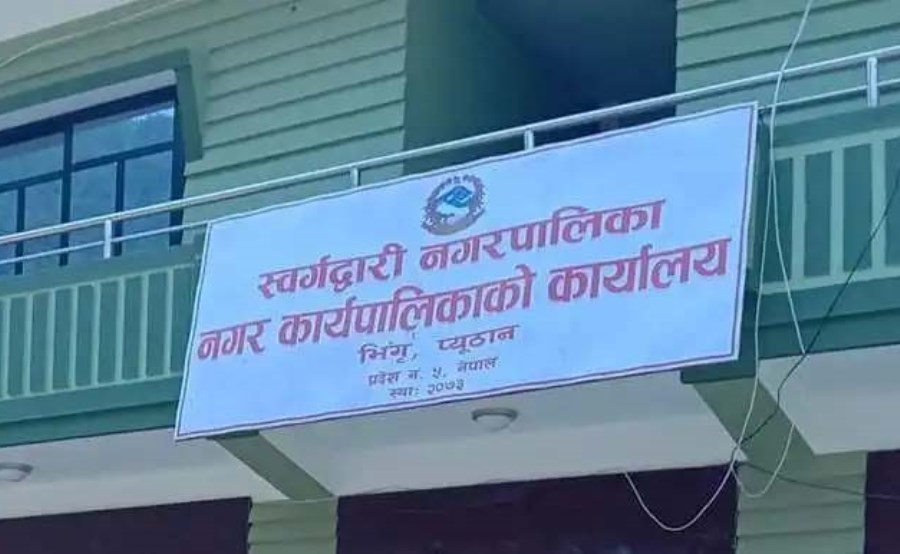 स्वर्गद्वारी नगरपालिका
नगर कार्यपालिकाको कार्यालय
भिंगृ, प्यूठान
प्रदेश न. ५, नेपाल
स्था: २०७३